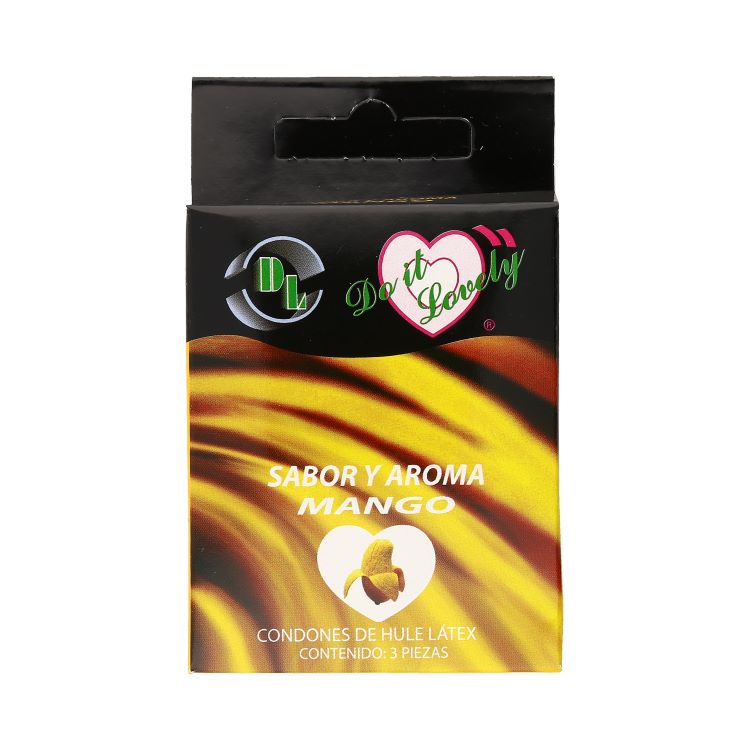 DL
Do it
Lovely
®
SABOR Y AROMA
MANGO
CONDONES DE HULE LÁTEX
CONTENIDO: 3 PIEZAS